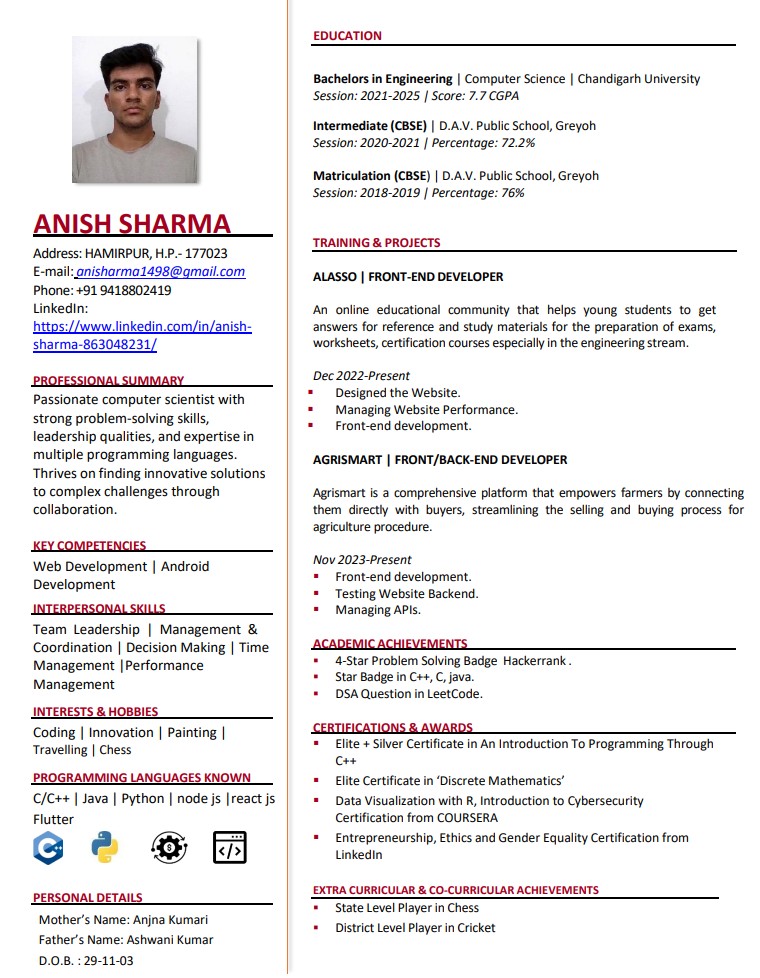 ANISH SHARMA
Address: HAMIRPUR, H.P.- 177023
E-mail: anisharma1498@gmail.com
Phone: +91 9418802419
LinkedIn:
https://www.linkedin.com/in/anish-
sharma-863048231/
PROFESSIONAL SUMMARY
Passionate computer scientist with
strong problem-solving skills,
leadership qualities, and expertise in
multiple programming languages.
Thrives on finding innovative solutions
to complex challenges through
collaboration.
KEY COMPETENCIES
Web Development | Android
Development
INTERPERSONAL SKILLS
Team Leadership | Management &
Coordination | Decision Making | Time
Management |Performance
Management
INTERESTS & HOBBIES
Coding | Innovation | Painting |
Travelling | Chess
PROGRAMMING LANGUAGES KNOWN
C/C++ | Java | Python | node js |react js
Flutter
PERSONAL DETAILS
Mother's Name: Anjna Kumari
Father's Name: Ashwani Kumar
D.O.B. : 29-11-03
EDUCATION
Bachelors in Engineering | Computer Science | Chandigarh University
Session: 2021-2025 | Score: 7.7 CGPA
Intermediate (CBSE) | D.A.V. Public School, Greyoh
Session: 2020-2021 | Percentage: 72.2%
Matriculation (CBSE) | D.A.V. Public School, Greyoh
Session: 2018-2019 | Percentage: 76%
TRAINING & PROJECTS
ALASSO | FRONT-END DEVELOPER
An online educational community that helps young students to get
answers for reference and study materials for the preparation of exams,
worksheets, certification courses especially in the engineering stream.
Dec 2022-Present
▪ Designed the Website.
▪ Managing Website Performance.
▪ Front-end development.
AGRISMART | FRONT/BACK-END DEVELOPER
Agrismart is a comprehensive platform that empowers farmers by connecting
them directly with buyers, streamlining the selling and buying process for
agriculture procedure.
Nov 2023-Present
▪ Front-end development.
▪ Testing Website Backend.
▪ Managing APIs.
ACADEMIC ACHIEVEMENTS
▪ 4-Star Problem Solving Badge Hackerrank .
▪ Star Badge in C++, C, java.
▪ DSA Question in LeetCode.
CERTIFICATIONS & AWARDS
▪ Elite + Silver Certificate in An Introduction To Programming Through
C++
▪ Elite Certificate in ‘Discrete Mathematics’
▪ Data Visualization with R, Introduction to Cybersecurity
Certification from COURSERA
▪ Entrepreneurship, Ethics and Gender Equality Certification from
LinkedIn
EXTRA CURRICULAR & CO-CURRICULAR ACHIEVEMENTS
▪ State Level Player in Chess
▪ District Level Player in Cricket